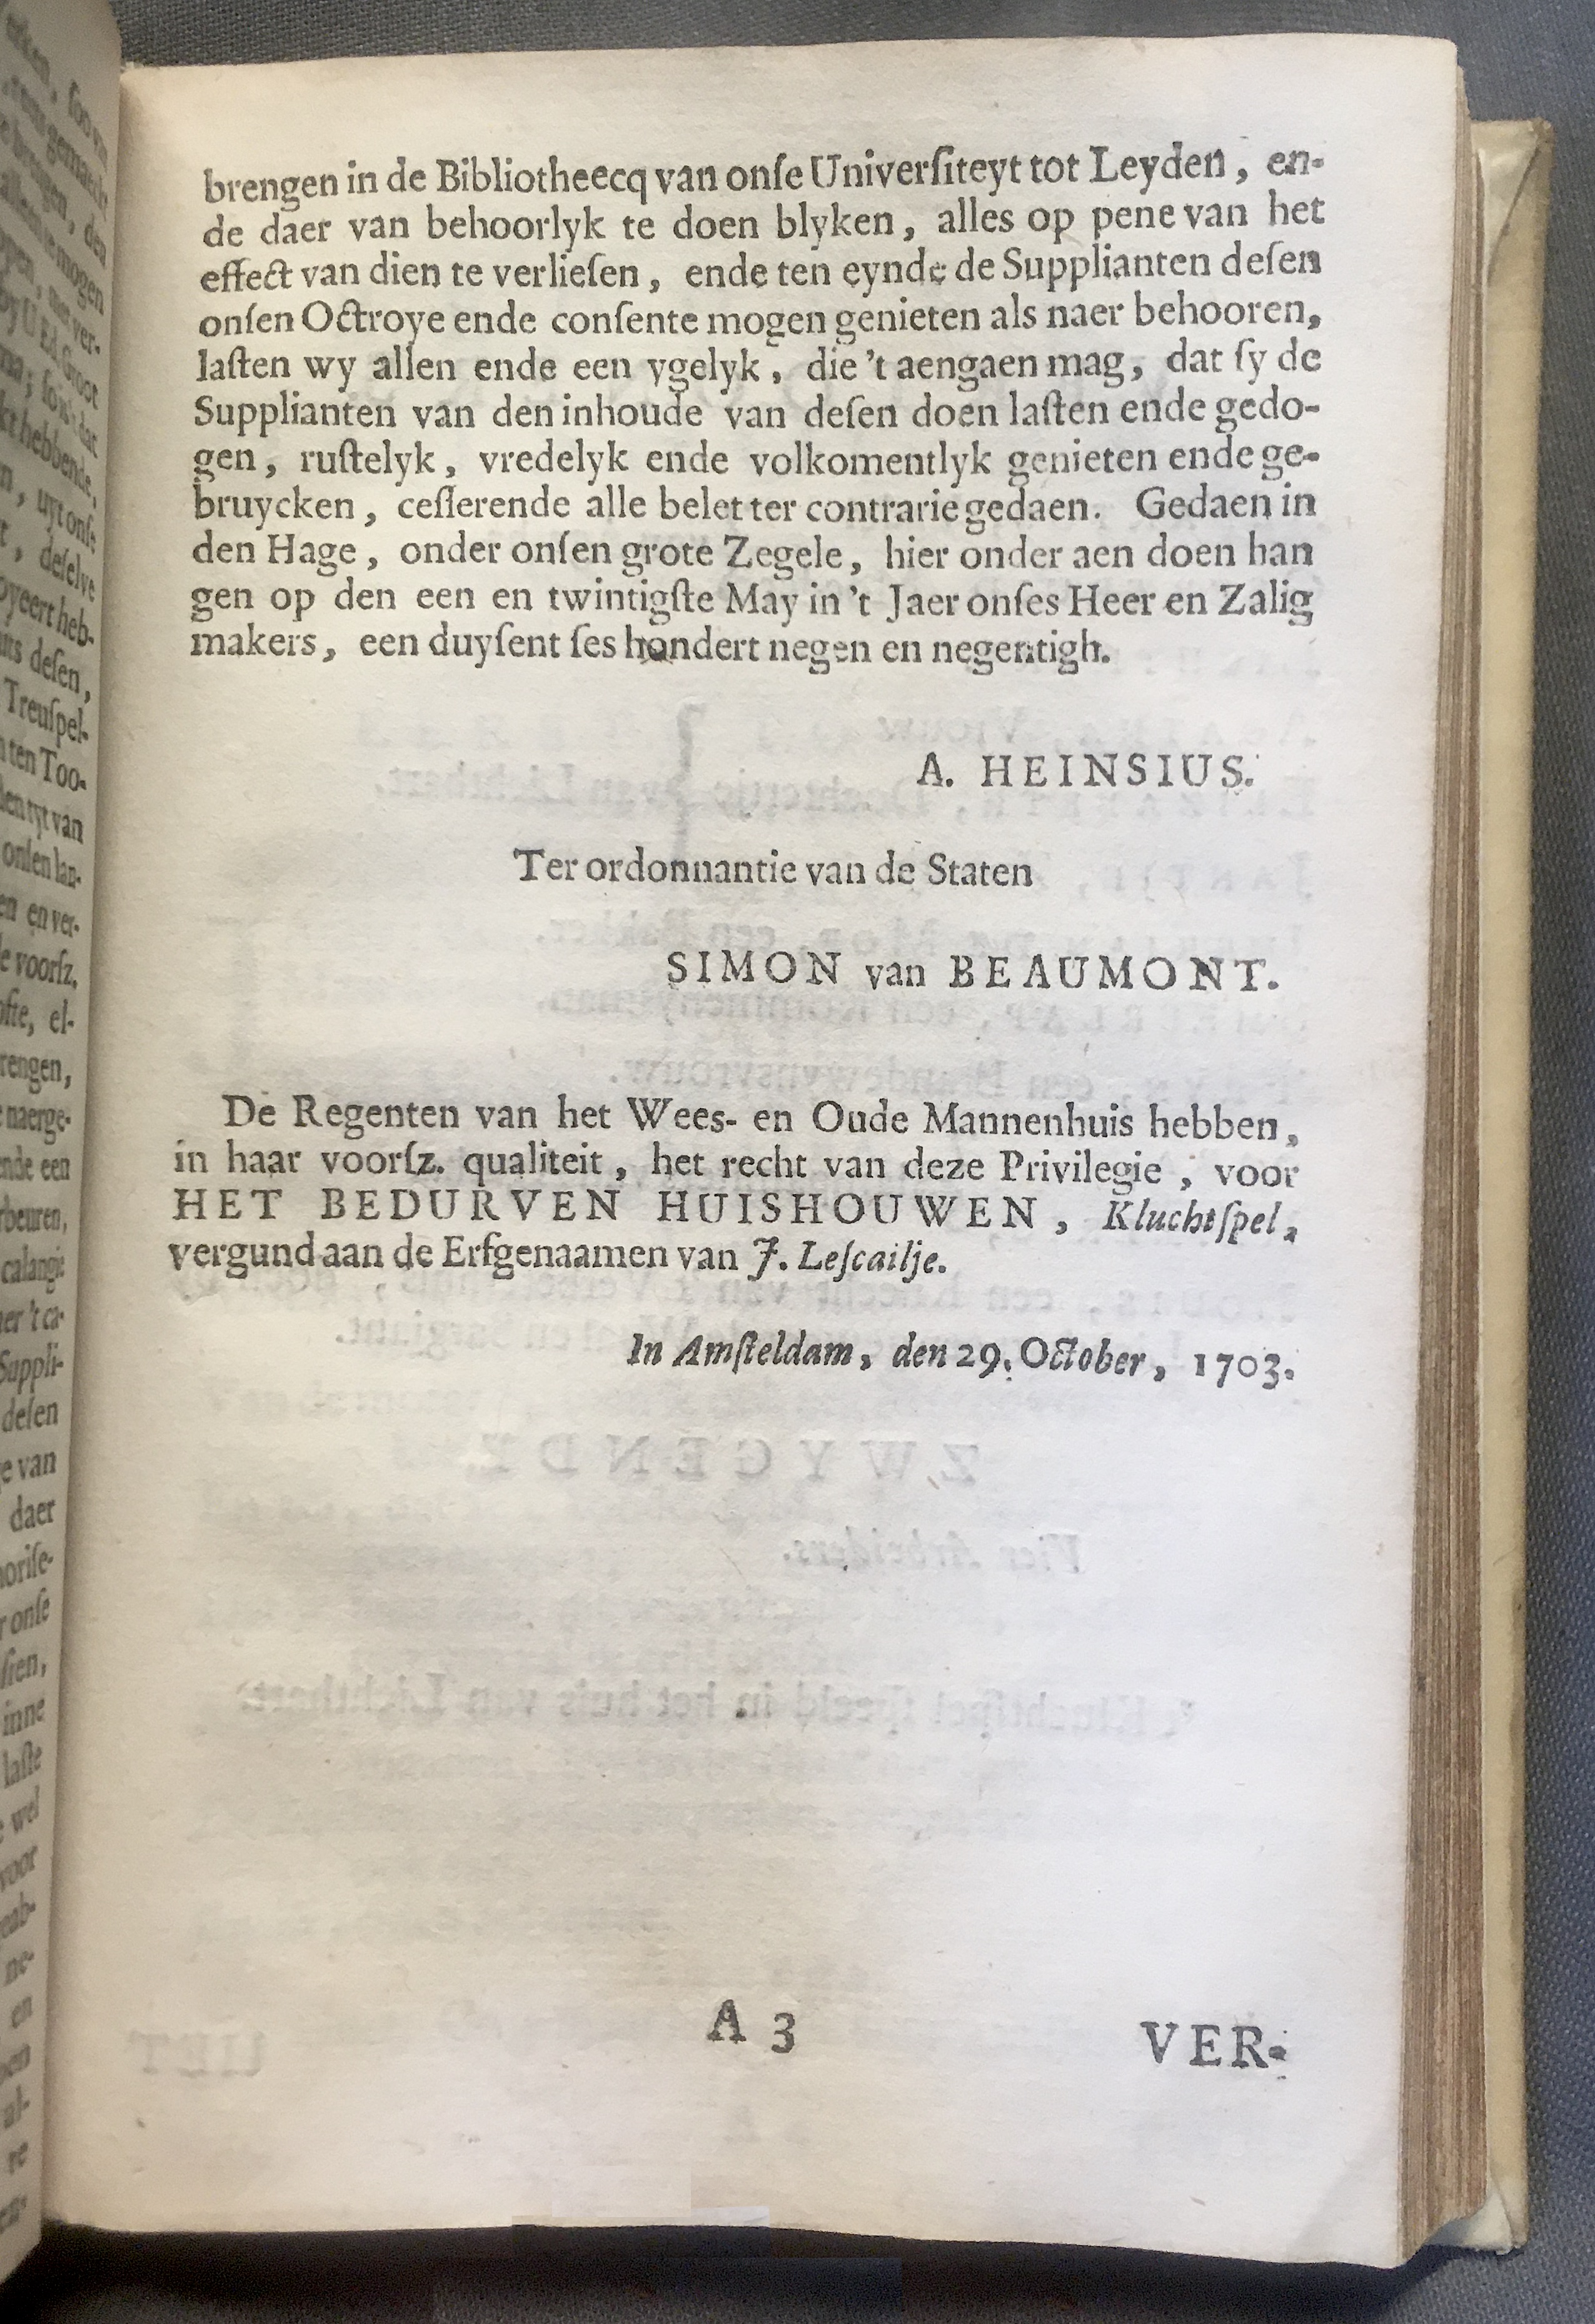 brengen in de Bibliotheecq van onſe Univerſiteyt tot Leyden, en-
de daer van behoorlyk te doen blyken, alles op pene van het
effect van dien te verlieſen, ende ten eynde de Supplianten deſen
onſen Octroye ende conſente mogen genieten als naer behooren,
laſten wy allen ende een ygelyk, die 't aengaen mag, dat ſy de
Supplianten van den inhoude van deſen doen laſten ende gedo-
gen, ruſtelyk, vredelyk ende volkomentlyk genieten ende ge-
bruycken, ceſſerende alle belet ter contrarie gedaen. Gedaen in
den Hage, onder onſen grote Zegele, hier onder aen doen han
gen op den een en twintigſte May in 't Jaer onſes Heer en Zalig
makers, een duyſent ſes hondert negen en negentigh.
A. HEINSIUS.
Ter ordonnantie van de Staten
SIMON van BEAUMONT.
De Regenten van het Wees- en Oude Mannenhuis hebben,
in haar voorſz. qualiteit, het recht van deze Privilegie, voor
HET BEDURVEN HUISHOUWEN, Kluchtſpel,
vergund aan de Erfgenaamen van J. Leſcailje.
In Amſteldam, den 29. October, 1703.
A 3
VER-